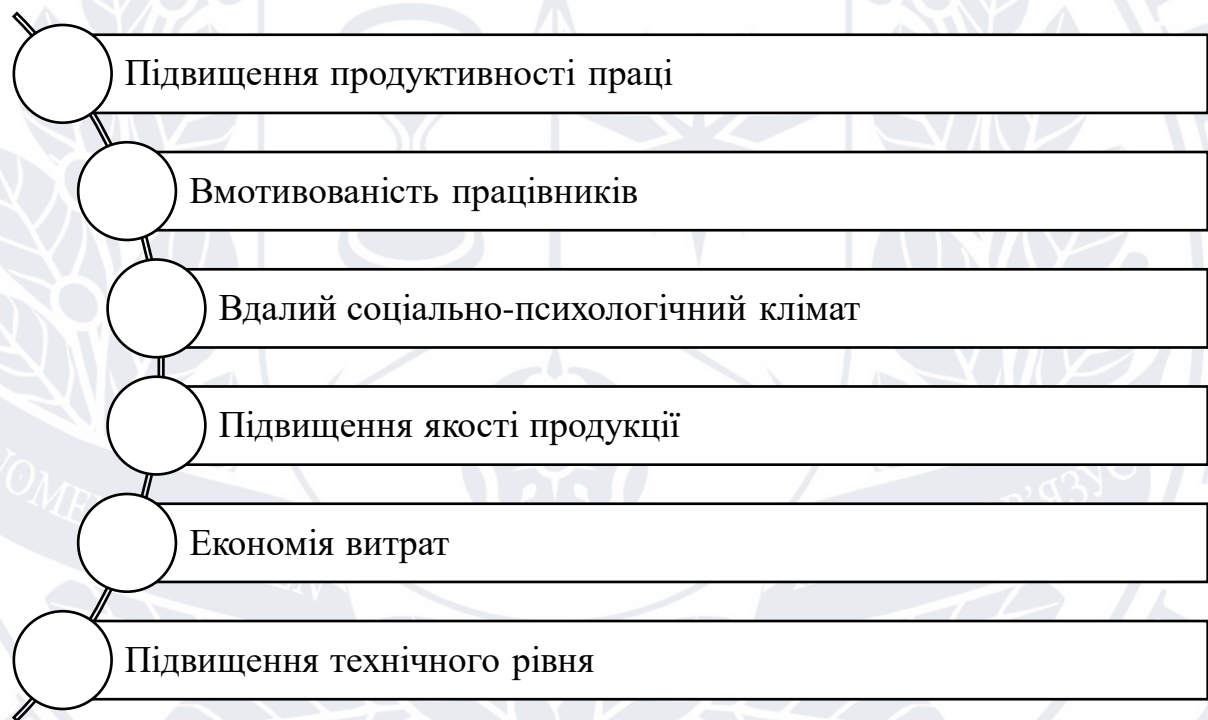 Підвищення продуктивності праці
Вмотивованість працівників
Вдалий соціально-психологічний клімат
Підвищення якості продукції
Економія витрат
Підвищення технічного рівня